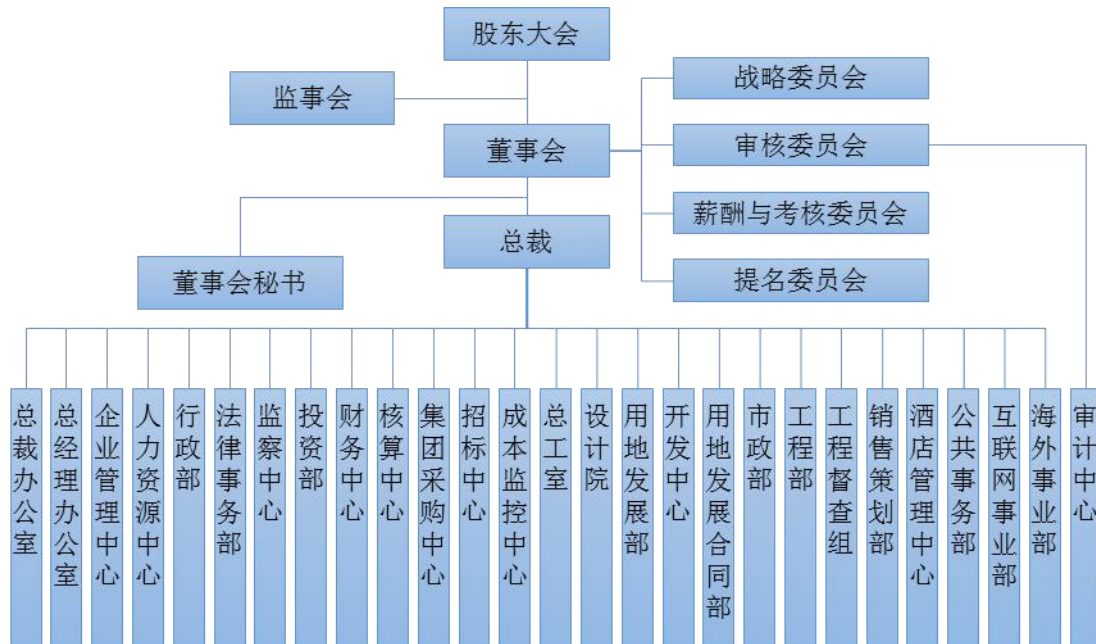 股东大会
监事会
战略委员会
董事会
审核委员会
薪酬与考核委员会
总裁
董事会秘书
提名委员会
总裁办公室
总经理办公室
企业管理中心
人力资源中心
行政部
法律事务部
监察中心
投资部
财务中心
核算中心
集团采购中心
招标中心
成本监控中心
总工室
设计院
用地发展部
开发中心
用地发展合同部
市政部
工程部
工程督查组
销售策划部
酒店管理中心
公共事务部
互联网事业部
海外事业部
审计中心